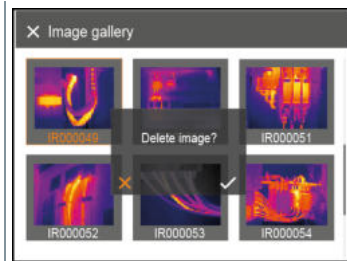 Image gallery
Delete image?
IR000049
IR000051
IR000052
IR000053
IR000054